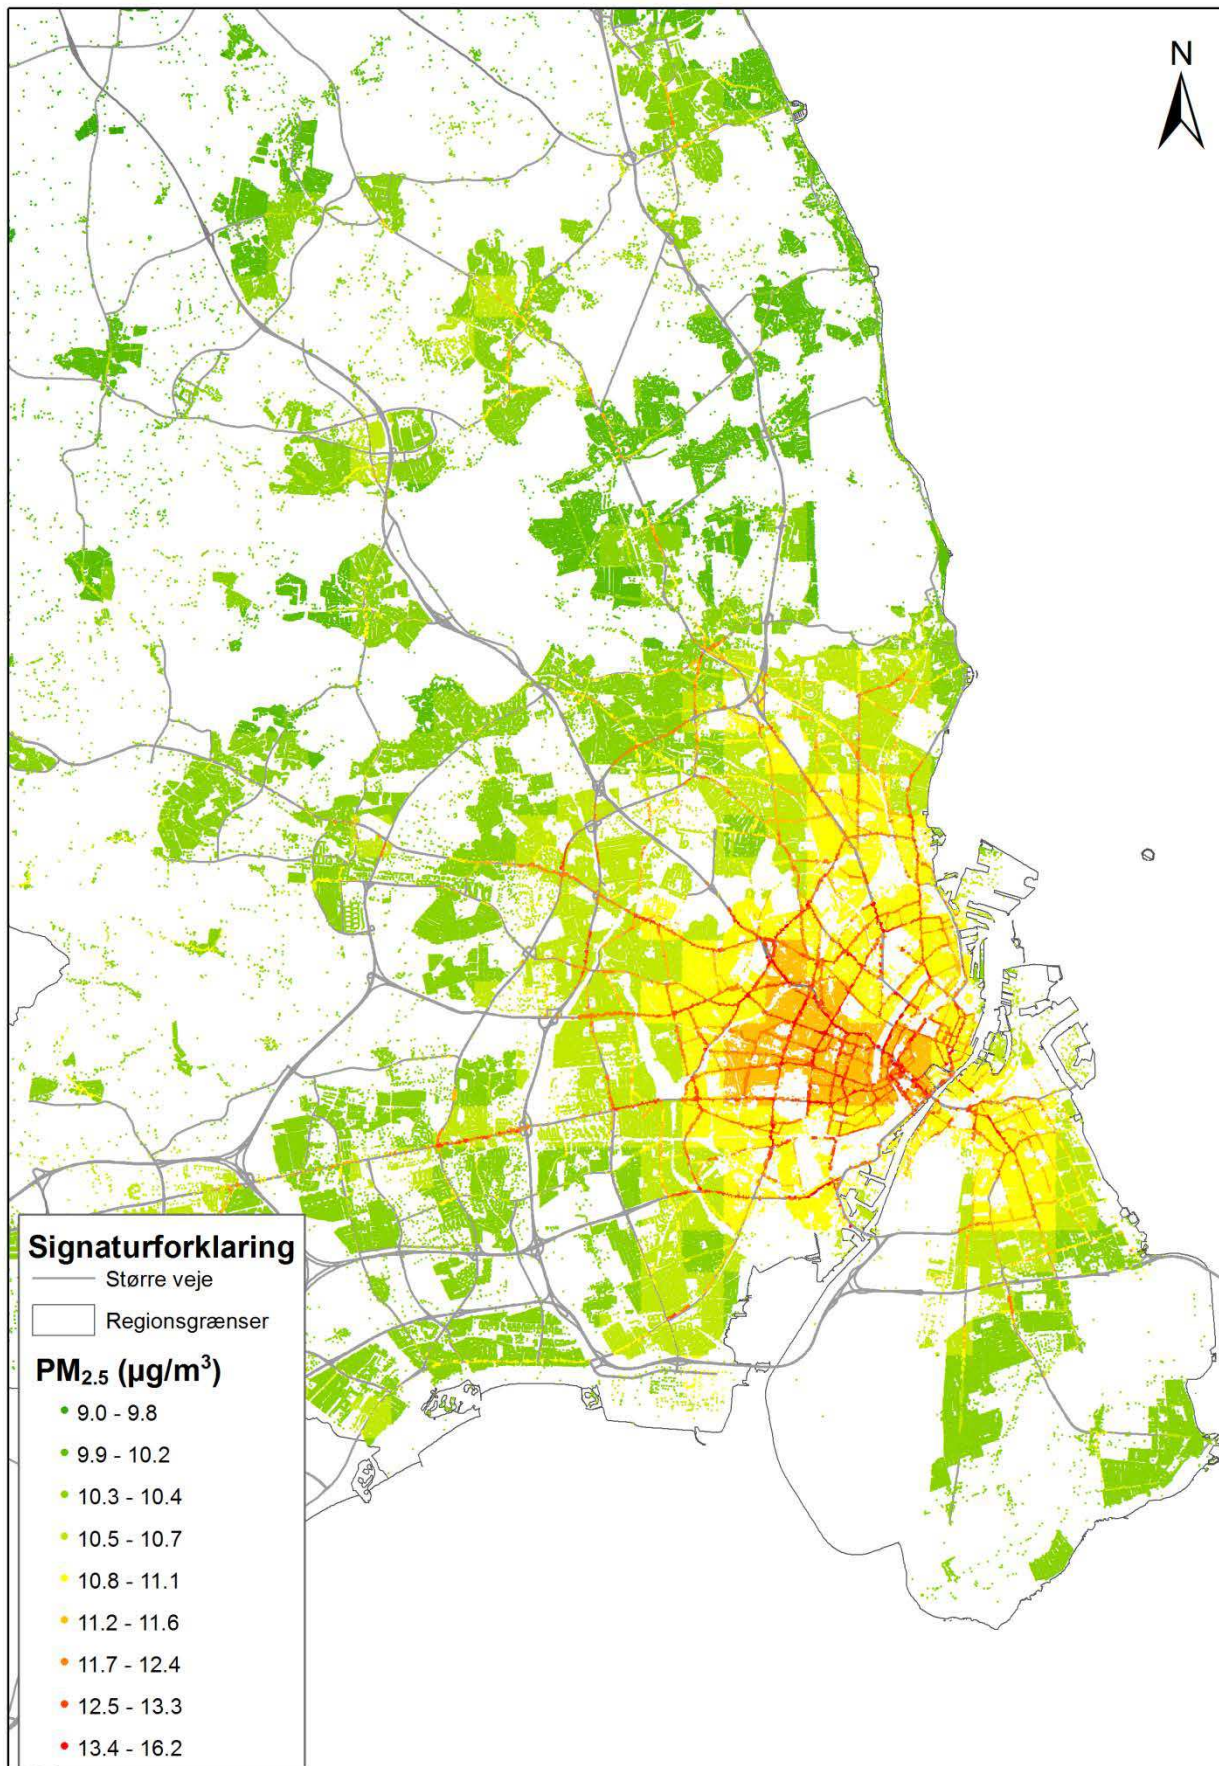 N
Signaturforklaring
Større veje
Regionsgrænser
PM2.5 (µg/m³)
9.0 - 9.8
9.9 - 10.2
10.3 - 10.4
10.5 - 10.7
10.8 - 11.1
11.2 - 11.6
11.7 - 12.4
12.5 - 13.3
13.4 - 16.2